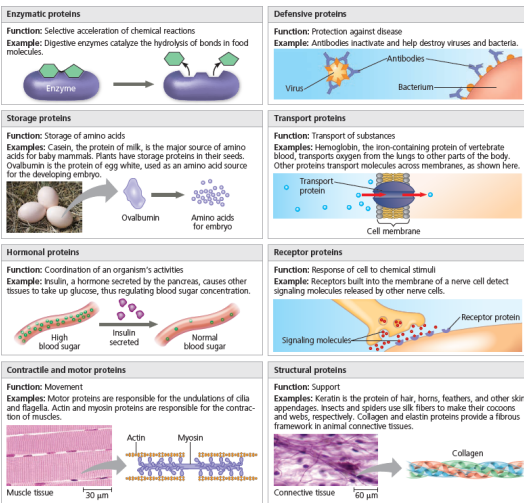 Enzymatic proteins
Function: Selective acceleration of chemical reactions
Example: Digestive enzymes catalyze the hydrolysis of bonds in food
molecules.
Enzyme
Defensive proteins
Function: Protection against disease
Example: Antibodies inactivate and help destroy viruses and bacteria.
Antibodies
Virus
Bacterium
Storage proteins
Function: Storage of amino acids
Examples: Casein, the protein of milk, is the major source of amino
acids for baby mammals. Plants have storage proteins in their seeds.
Ovalbumin is the protein of egg white, used as an amino acid source
for the developing embryo.
Ovalbumin
Amino acids
for embryo
Transport proteins
Function: Transport of substances
Examples: Hemoglobin, the iron-containing protein of vertebrate
blood, transports oxygen from the lungs to other parts of the body.
Other proteins transport molecules across membranes, as shown here.
Transport
protein
Cell membrane
Hormonal proteins
Function: Coordination of an organism's activities
Example: Insulin, a hormone secreted by the pancreas, causes other
tissues to take up glucose, thus regulating blood sugar concentration.
High
blood sugar
Insulin
secreted
Normal
blood sugar
Receptor proteins
Function: Response of cell to chemical stimuli
Example: Receptors built into the membrane of a nerve cell detect
signaling molecules released by other nerve cells.
Receptor protein
Signaling molecules
Contractile and motor proteins
Function: Movement
Examples: Motor proteins are responsible for the undulations of cilia
and flagella. Actin and myosin proteins are responsible for the contrac-
tion of muscles.
Actin
Myosin
Muscle tissue
30 μm
Structural proteins
Function: Support
Examples: Keratin is the protein of hair, horns, feathers, and other skin
appendages. Insects and spiders use silk fibers to make their cocoons
and webs, respectively. Collagen and elastin proteins provide a fibrous
framework in animal connective tissues.
Collagen
Connective tissue
60 μm